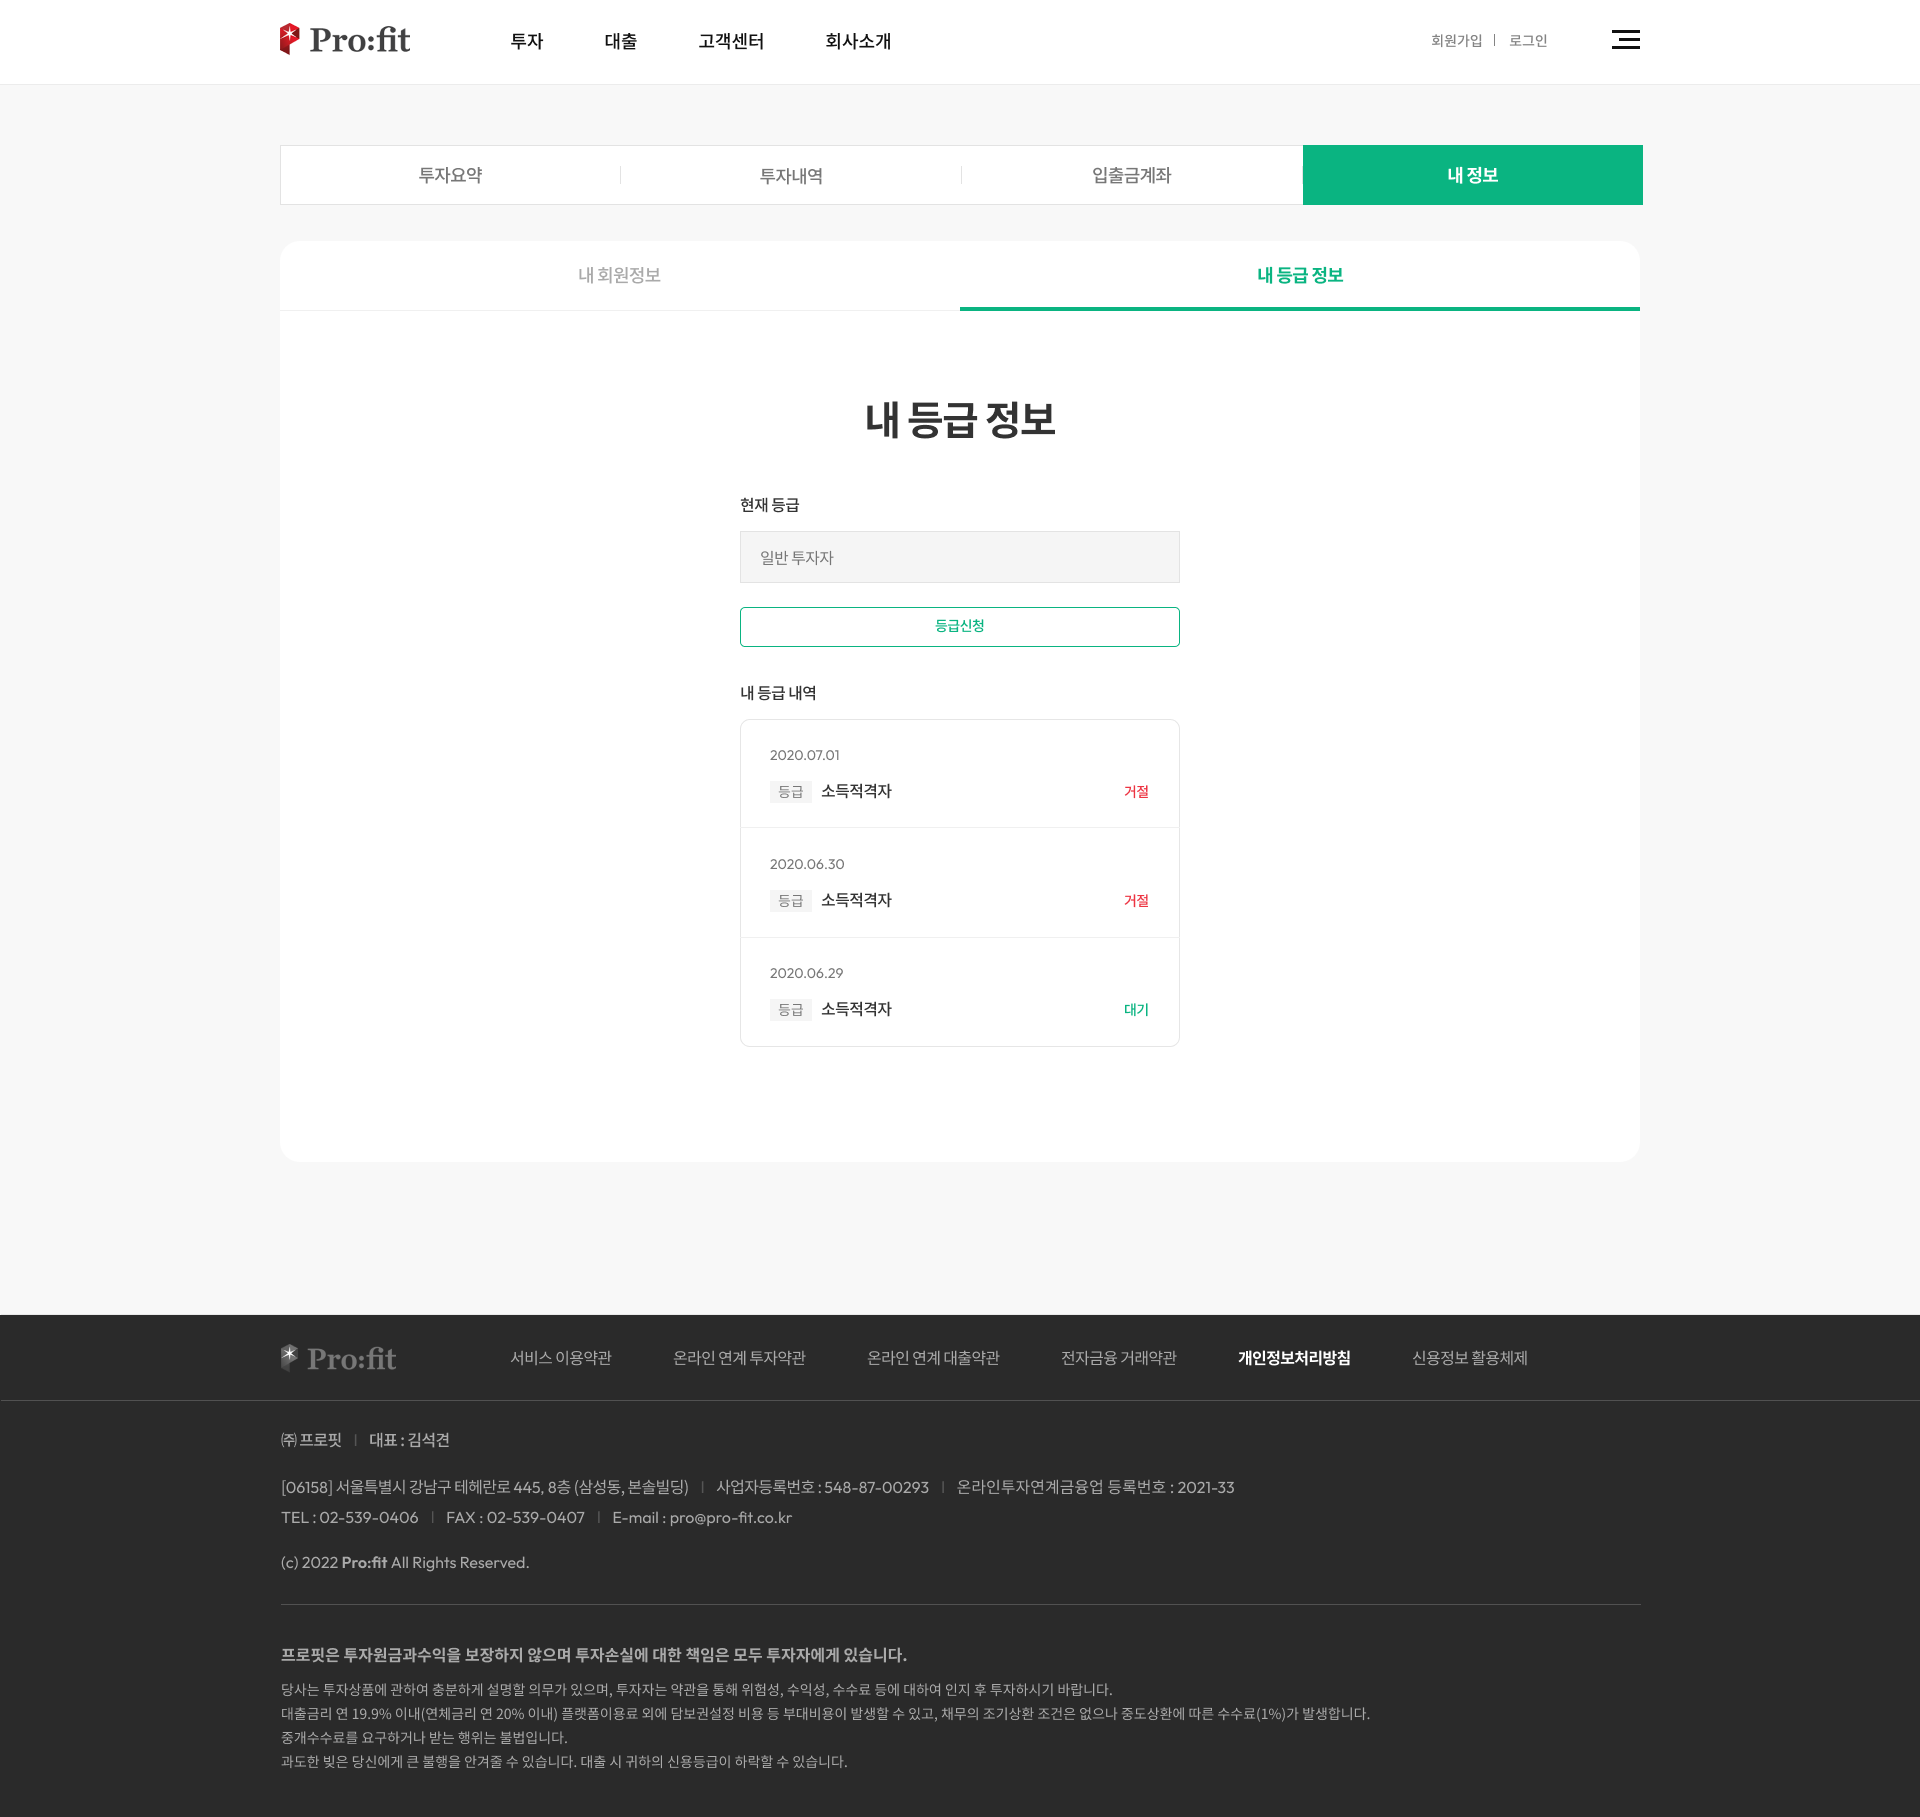 Pro:fit 투자 대출 고객센터 회사소개 회원가입 | 로그인
투자요약 투자내역 입출금계좌 내 정보
내 회원정보 내 등급 정보
내 등급 정보
현재 등급
일반 투자자
등급신청
내 등급 내역
2020.07.01
등급 소득적격자 거절
2020.06.30
등급 소득적격자 거절
2020.06.29
등급 소득적격자 대기
Pro:fit 서비스 이용약관 온라인 연계 투자약관 온라인 연계 대출약관 전자금융 거래약관 개인정보처리방침 신용정보 활용체제
㈜ 프로핏 | 대표 : 김석견
[06158] 서울특별시 강남구 테헤란로 445, 8층 (삼성동, 본솔빌딩) | 사업자등록번호 : 548-87-00293 | 온라인투자연계금융업 등록번호 : 2021-33
TEL : 02-539-0406 | FAX : 02-539-0407 | E-mail : pro@pro-fit.co.kr
(c) 2022 Pro:fit All Rights Reserved.
프로핏은 투자원금과수익을 보장하지 않으며 투자손실에 대한 책임은 모두 투자자에게 있습니다.
당사는 투자상품에 관하여 충분하게 설명할 의무가 있으며, 투자자는 약관을 통해 위험성, 수익성, 수수료 등에 대하여 인지 후 투자하시기 바랍니다.
대출금리 연 19.9% 이내(연체금리 연 20% 이내) 플랫폼이용료 외에 담보권설정 비용 등 부대비용이 발생할 수 있고, 채무의 조기상환 조건은 없으나 중도상환에 따른 수수료(1%)가 발생합니다.
중개수수료를 요구하거나 받는 행위는 불법입니다.
과도한 빚은 당신에게 큰 불행을 안겨줄 수 있습니다. 대출 시 귀하의 신용등급이 하락할 수 있습니다.